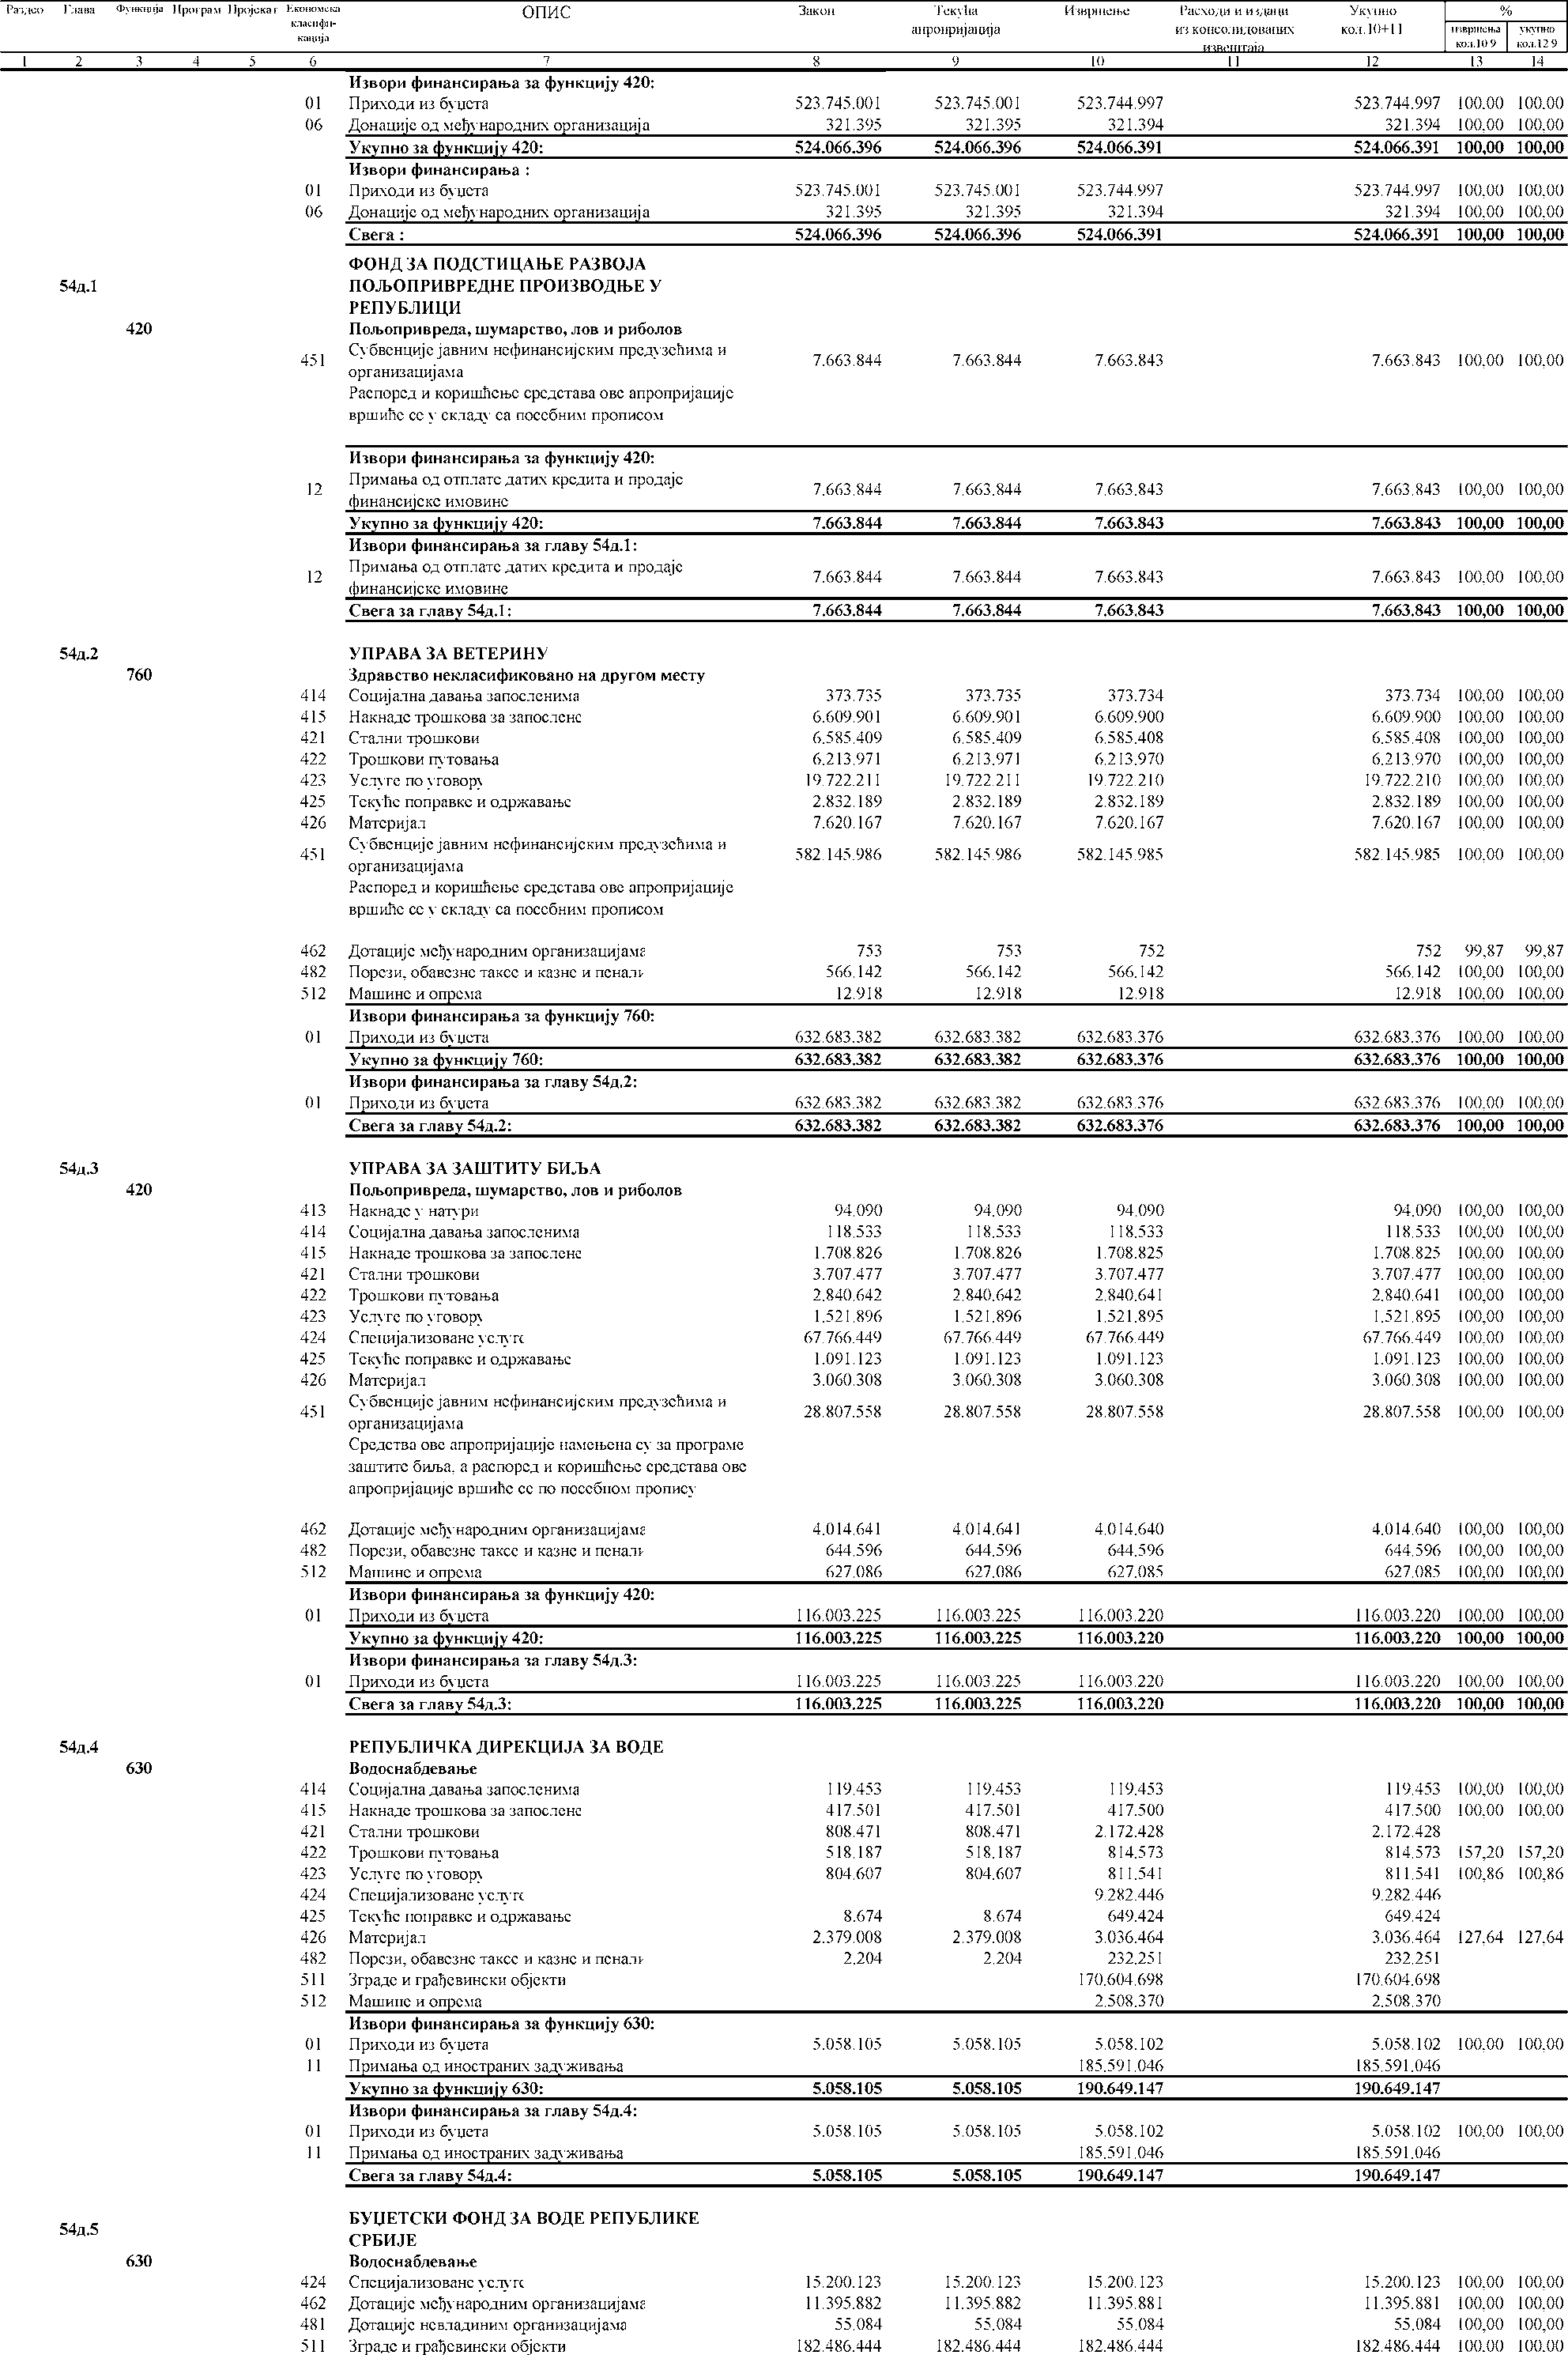 Раздео Глава Функција Програм Пројекат Економска класифи-кација ОПИС Закон Текућа апропријација Извршење Расходи и издаци из консолидованих извештаја Укупно кол.10+11 % извршења кол.10/9 укупно кол.12/9
1 2 3 4 5 6 7 8 9 10 11 12 13 14
Извори финансирања за функцију 420:
01 Приходи из буџета 523.745.001 523.745.001 523.744.997 523.744.997 100,00 100,00
06 Донације од међународних организација 321.395 321.395 321.394 321.394 100,00 100,00
Укупно за функцију 420: 524.066.396 524.066.396 524.066.391 524.066.391 100,00 100,00
Извори финансирања :
01 Приходи из буџета 523.745.001 523.745.001 523.744.997 523.744.997 100,00 100,00
06 Донације од међународних организација 321.395 321.395 321.394 321.394 100,00 100,00
Свега : 524.066.396 524.066.396 524.066.391 524.066.391 100,00 100,00
ФОНД ЗА ПОДСТИЦАЊЕ РАЗВОЈА
54д.1 ПОЉОПРИВРЕДНЕ ПРОИЗВОДЊЕ У
РЕПУБЛИЦИ
420 Пољопривреда, шумарство, лов и риболов
451 Субвенције јавним нефинансијским предузећима и организацијама 7.663.844 7.663.844 7.663.843 7.663.843 100,00 100,00
Распоред и коришћење средстава ове апропријације
вршиће се у складу са посебним прописом
Извори финансирања за функцију 420:
12 Примања од отплате датих кредита и продаје финансијске имовине 7.663.844 7.663.844 7.663.843 7.663.843 100,00 100,00
Укупно за функцију 420: 7.663.844 7.663.844 7.663.843 7.663.843 100,00 100,00
Извори финансирања за главу 54д.1:
12 Примања од отплате датих кредита и продаје финансијске имовине 7.663.844 7.663.844 7.663.843 7.663.843 100,00 100,00
Свега за главу 54д.1: 7.663.844 7.663.844 7.663.843 7.663.843 100,00 100,00
54д.2 УПРАВА ЗА ВЕТЕРИНУ
760 Здравство некласификовано на другом месту
414 Социјална давања запосленима 373.735 373.735 373.734 373.734 100,00 100,00
415 Накнаде трошкова за запослене 6.609.901 6.609.901 6.609.900 6.609.900 100,00 100,00
421 Стални трошкови 6.585.409 6.585.409 6.585.408 6.585.408 100,00 100,00
422 Трошкови путовања 6.213.971 6.213.971 6.213.970 6.213.970 100,00 100,00
423 Услуге по уговору 19.722.211 19.722.211 19.722.210 19.722.210 100,00 100,00
425 Текуће поправке и одржавање 2.832.189 2.832.189 2.832.189 2.832.189 100,00 100,00
426 Материјал 7.620.167 7.620.167 7.620.167 7.620.167 100,00 100,00
451 Субвенције јавним нефинансијским предузећима и организацијама 582.145.986 582.145.986 582.145.985 582.145.985 100,00 100,00
Распоред и коришћење средстава ове апропријације
вршиће се у складу са посебним прописом
462 Дотације међународним организацијама 753 753 752 752 99,87 99,87
482 Порези, обавезне таксе и казне и пенали 566.142 566.142 566.142 566.142 100,00 100,00
512 Машине и опрема 12.918 12.918 12.918 12.918 100,00 100,00
Извори финансирања за функцију 760:
01 Приходи из буџета 632.683.382 632.683.382 632.683.376 632.683.376 100,00 100,00
Укупно за функцију 760: 632.683.382 632.683.382 632.683.376 632.683.376 100,00 100,00
Извори финансирања за главу 54д.2:
01 Приходи из буџета 632.683.382 632.683.382 632.683.376 632.683.376 100,00 100,00
Свега за главу 54д.2: 632.683.382 632.683.382 632.683.376 632.683.376 100,00 100,00
54д.3 УПРАВА ЗА ЗАШТИТУ БИЉА
420 Пољопривреда, шумарство, лов и риболов
413 Накнаде у натури 94.090 94.090 94.090 94.090 100,00 100,00
414 Социјална давања запосленима 118.533 118.533 118.533 118.533 100,00 100,00
415 Накнаде трошкова за запослене 1.708.826 1.708.826 1.708.825 1.708.825 100,00 100,00
421 Стални трошкови 3.707.477 3.707.477 3.707.477 3.707.477 100,00 100,00
422 Трошкови путовања 2.840.642 2.840.642 2.840.641 2.840.641 100,00 100,00
423 Услуге по уговору 1.521.896 1.521.896 1.521.895 1.521.895 100,00 100,00
424 Специјализоване услуге 67.766.449 67.766.449 67.766.449 67.766.449 100,00 100,00
425 Текуће поправке и одржавање 1.091.123 1.091.123 1.091.123 1.091.123 100,00 100,00
426 Материјал 3.060.308 3.060.308 3.060.308 3.060.308 100,00 100,00
451 Субвенције јавним нефинансијским предузећима и организацијама 28.807.558 28.807.558 28.807.558 28.807.558 100,00 100,00
Средства ове апропријације намењена су за програме
заштите биља, а распоред и коришћење средстава ове
апропријације вршиће се по посебном пропису
462 Дотације међународним организацијама 4.014.641 4.014.641 4.014.640 4.014.640 100,00 100,00
482 Порези, обавезне таксе и казне и пенали 644.596 644.596 644.596 644.596 100,00 100,00
512 Машине и опрема 627.086 627.086 627.085 627.085 100,00 100,00
Извори финансирања за функцију 420:
01 Приходи из буџета 116.003.225 116.003.225 116.003.220 116.003.220 100,00 100,00
Укупно за функцију 420: 116.003.225 116.003.225 116.003.220 116.003.220 100,00 100,00
Извори финансирања за главу 54д.3:
01 Приходи из буџета 116.003.225 116.003.225 116.003.220 116.003.220 100,00 100,00
Свега за главу 54д.3: 116.003.225 116.003.225 116.003.220 116.003.220 100,00 100,00
54д.4 РЕПУБЛИЧКА ДИРЕКЦИЈА ЗА ВОДЕ
630 Водоснабдевање
414 Социјална давања запосленима 119.453 119.453 119.453 119.453 100,00 100,00
415 Накнаде трошкова за запослене 417.501 417.501 417.500 417.500 100,00 100,00
421 Стални трошкови 808.471 808.471 2.172.428 2.172.428
422 Трошкови путовања 518.187 518.187 814.573 814.573 157,20 157,20
423 Услуге по уговору 804.607 804.607 811.541 811.541 100,86 100,86
424 Специјализоване услуге 9.282.446 9.282.446
425 Текуће поправке и одржавање 8.674 8.674 649.424 649.424
426 Материјал 2.379.008 2.379.008 3.036.464 3.036.464 127,64 127,64
482 Порези, обавезне таксе и казне и пенали 2.204 2.204 232.251 232.251
511 Зграде и грађевински објекти 170.604.698 170.604.698
512 Машине и опрема 2.508.370 2.508.370
Извори финансирања за функцију 630:
01 Приходи из буџета 5.058.105 5.058.105 5.058.102 5.058.102 100,00 100,00
11 Примања од иностраних задуживања 185.591.046 185.591.046
Укупно за функцију 630: 5.058.105 5.058.105 190.649.147 190.649.147
Извори финансирања за главу 54д.4:
01 Приходи из буџета 5.058.105 5.058.105 5.058.102 5.058.102 100,00 100,00
11 Примања од иностраних задуживања 185.591.046 185.591.046
Свега за главу 54д.4: 5.058.105 5.058.105 190.649.147 190.649.147
54д.5 БУЏЕТСКИ ФОНД ЗА ВОДЕ РЕПУБЛИКЕ
СРБИЈЕ
630 Водоснабдевање
424 Специјализоване услуге 15.200.123 15.200.123 15.200.123 15.200.123 100,00 100,00
462 Дотације међународним организацијама 11.395.882 11.395.882 11.395.881 11.395.881 100,00 100,00
481 Дотације невладиним организацијама 55.084 55.084 55.084 55.084 100,00 100,00
511 Зграде и грађевински објекти 182.486.444 182.486.444 182.486.444 182.486.444 100,00 100,00